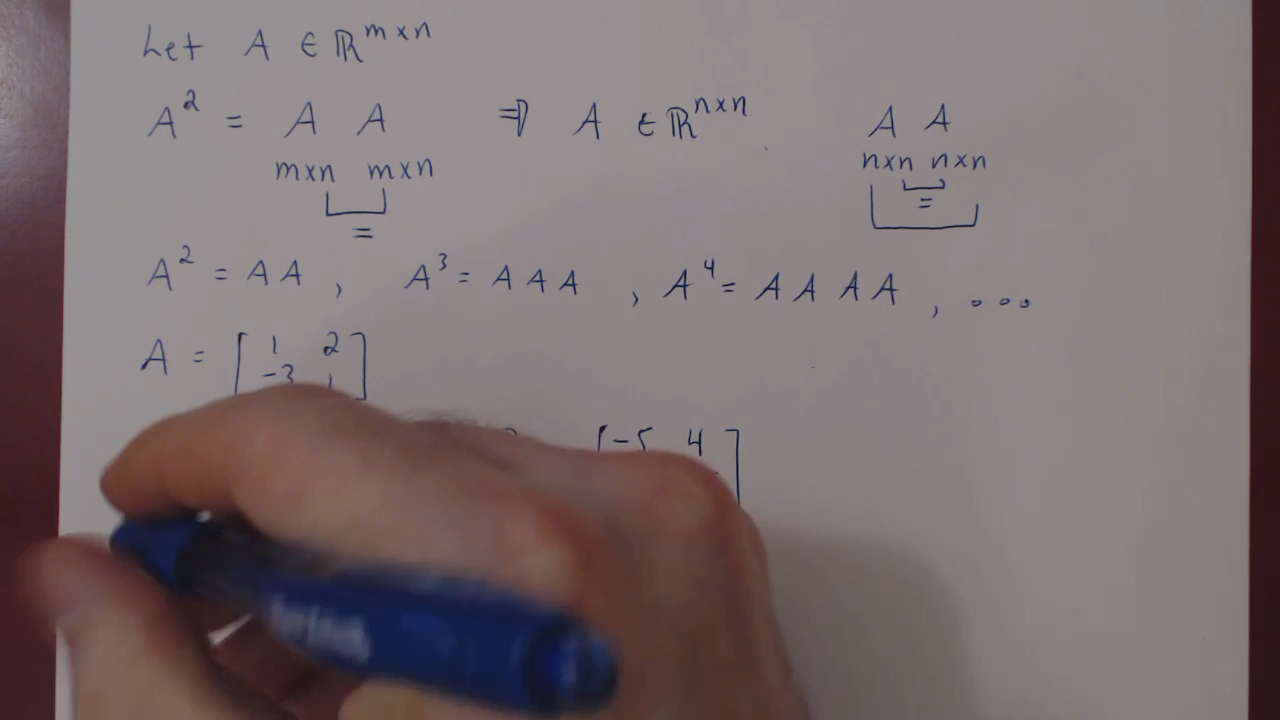 Let A ∈ ℝ^{m×n}
A² = A A ⇒ A ∈ ℝ^{n×n} A A
m×n m×n n×n n×n
= =
A² = A A , A³ = A A A , A⁴ = A A A A , ...
A = [ 1 2
-3 1 ]
[ -5 4 ]